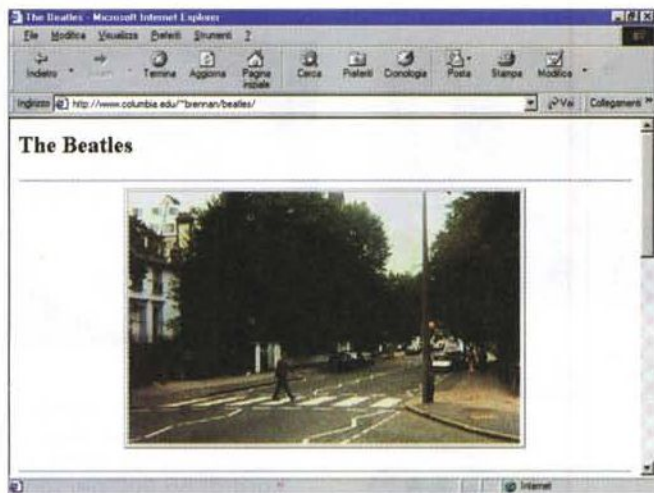 The Beatles - Microsoft Internet Explorer
File Modifica Visualizza Preferiti Strumenti ?
Indietro Termina Aggiorna Pagina iniziale Cerca Preferiti Cronologia Posta Stampa Modifica
Indirizzo http://www.columbia.edu/~brennan/beatles/ Vai Collegamenti »
The Beatles
Internet